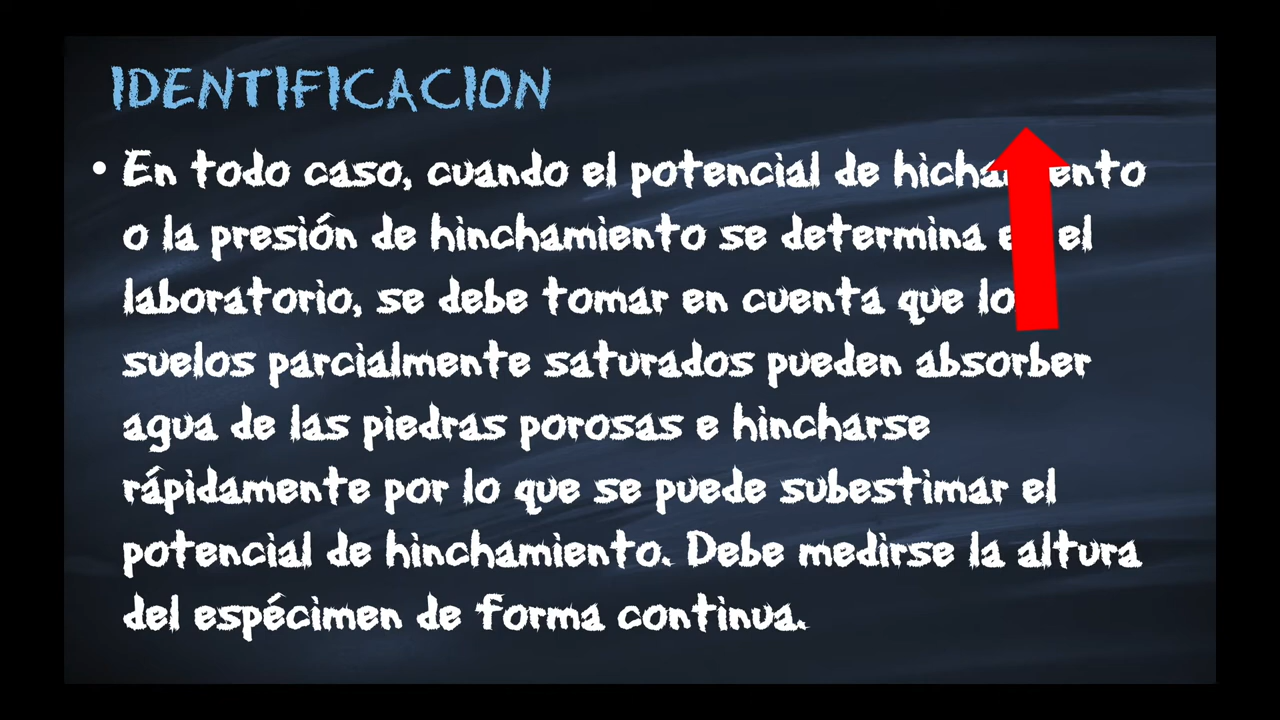 IDENTIFICACION
• En todo caso, cuando el potencial de
o la presión de hinchamiento se determina el
laboratorio, se debe tomar en cuenta que
suelos parcialmente saturados pueden absorber
agua de las piedras porosas e hincharse
rápidamente por lo que se puede subestimar el
potencial de hinchamiento. Debe medirse la altura
del espécimen de forma continua.